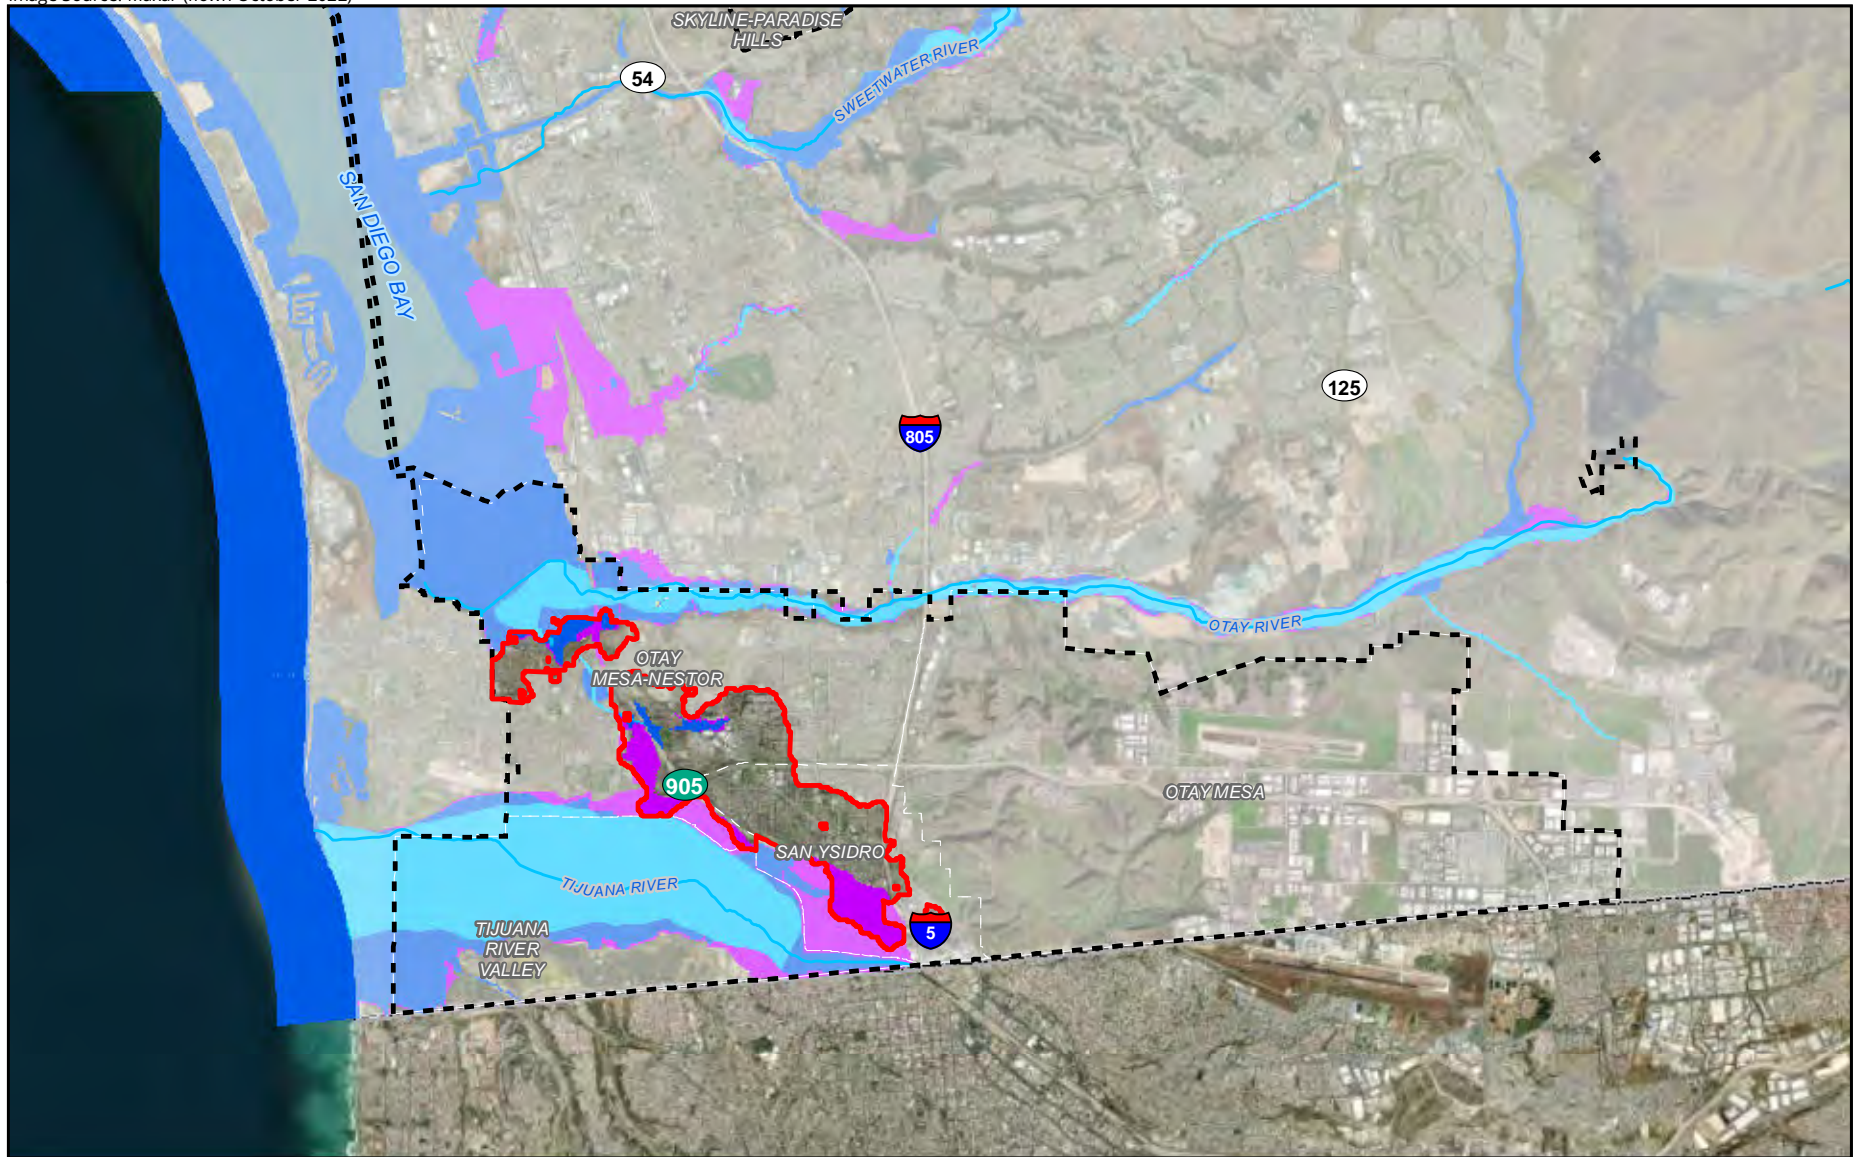 SKYLINE-PARADISE
HILLS
54
SWEETWATER RIVER
SAN DIEGO BAY
125
805
OTAY RIVER
OTAY
MESA-NESTOR
905
OTAY MESA
SAN YSIDRO
TIJUANA RIVER
5
TIJUANA
RIVER
VALLEY